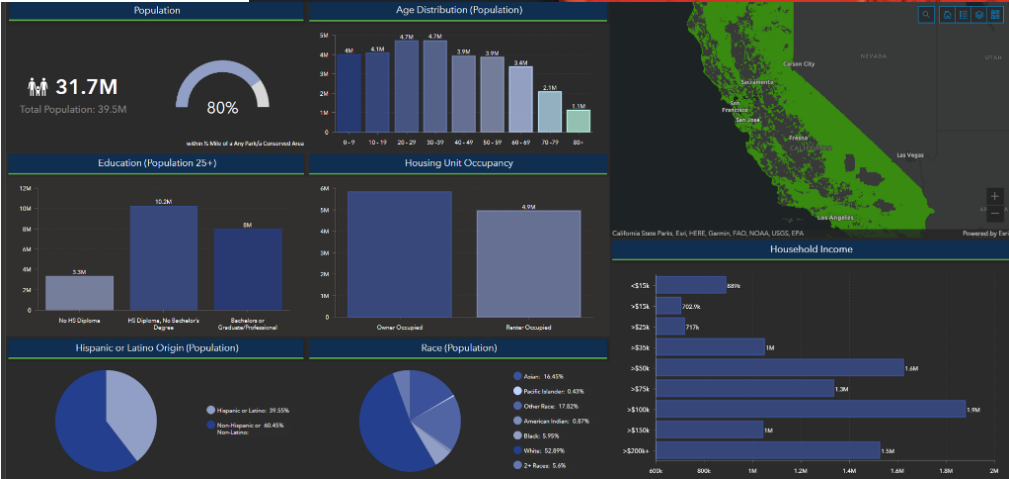 Population
31.7M
Total Population: 39.5M
80%
within ½ Mile of a Any Park/a Conserved Area
Age Distribution (Population)
5M
4M
3M
2M
1M
0
4M
4.1M
4.7M
4.7M
3.9M
3.9M
3.4M
2.1M
1.1M
0 - 9
10 - 19
20 - 29
30 -39
40 - 49
50 - 59
60 - 69
70 -79
80+
Carson City
NEVADA
UTAH
Sacramento
San Francisco
San Jose
Fresno
CALIFORNIA
Las Vegas
Los Angeles
California State Parks, Esri, HERE, Garmin, FAO, NOAA, USGS, EPA
Powered by Esri
Education (Population 25+)
12M
10M
8M
6M
4M
2M
0
3.3M
10.2M
8M
No HS Diploma
HS Diploma, No Bachelor's
Degree
Bachelors or
Graduate/Professional
Housing Unit Occupancy
6M
5M
4M
3M
2M
1M
0
4.9M
Owner Occupied
Renter Occupied
Household Income
<$15k
>$15k
>$25k
>$35k
>$50k
>$75k
>$100k
>$150k
>$200k+
889k
702.9k
717k
1M
1.6M
1.3M
1.9M
1M
1.5M
600k
800k
1M
1.2M
1.4M
1.6M
1.8M
2M
Hispanic or Latino Origin (Population)
Hispanic or Latino: 39.55%
Non-Hispanic or 60.45%
Non-Latino:
Race (Population)
Asian: 16.45%
Pacific Islander: 0.43%
Other Race: 17.82%
American Indian: 0.87%
Black: 5.95%
White: 52.89%
2+ Races: 5.6%